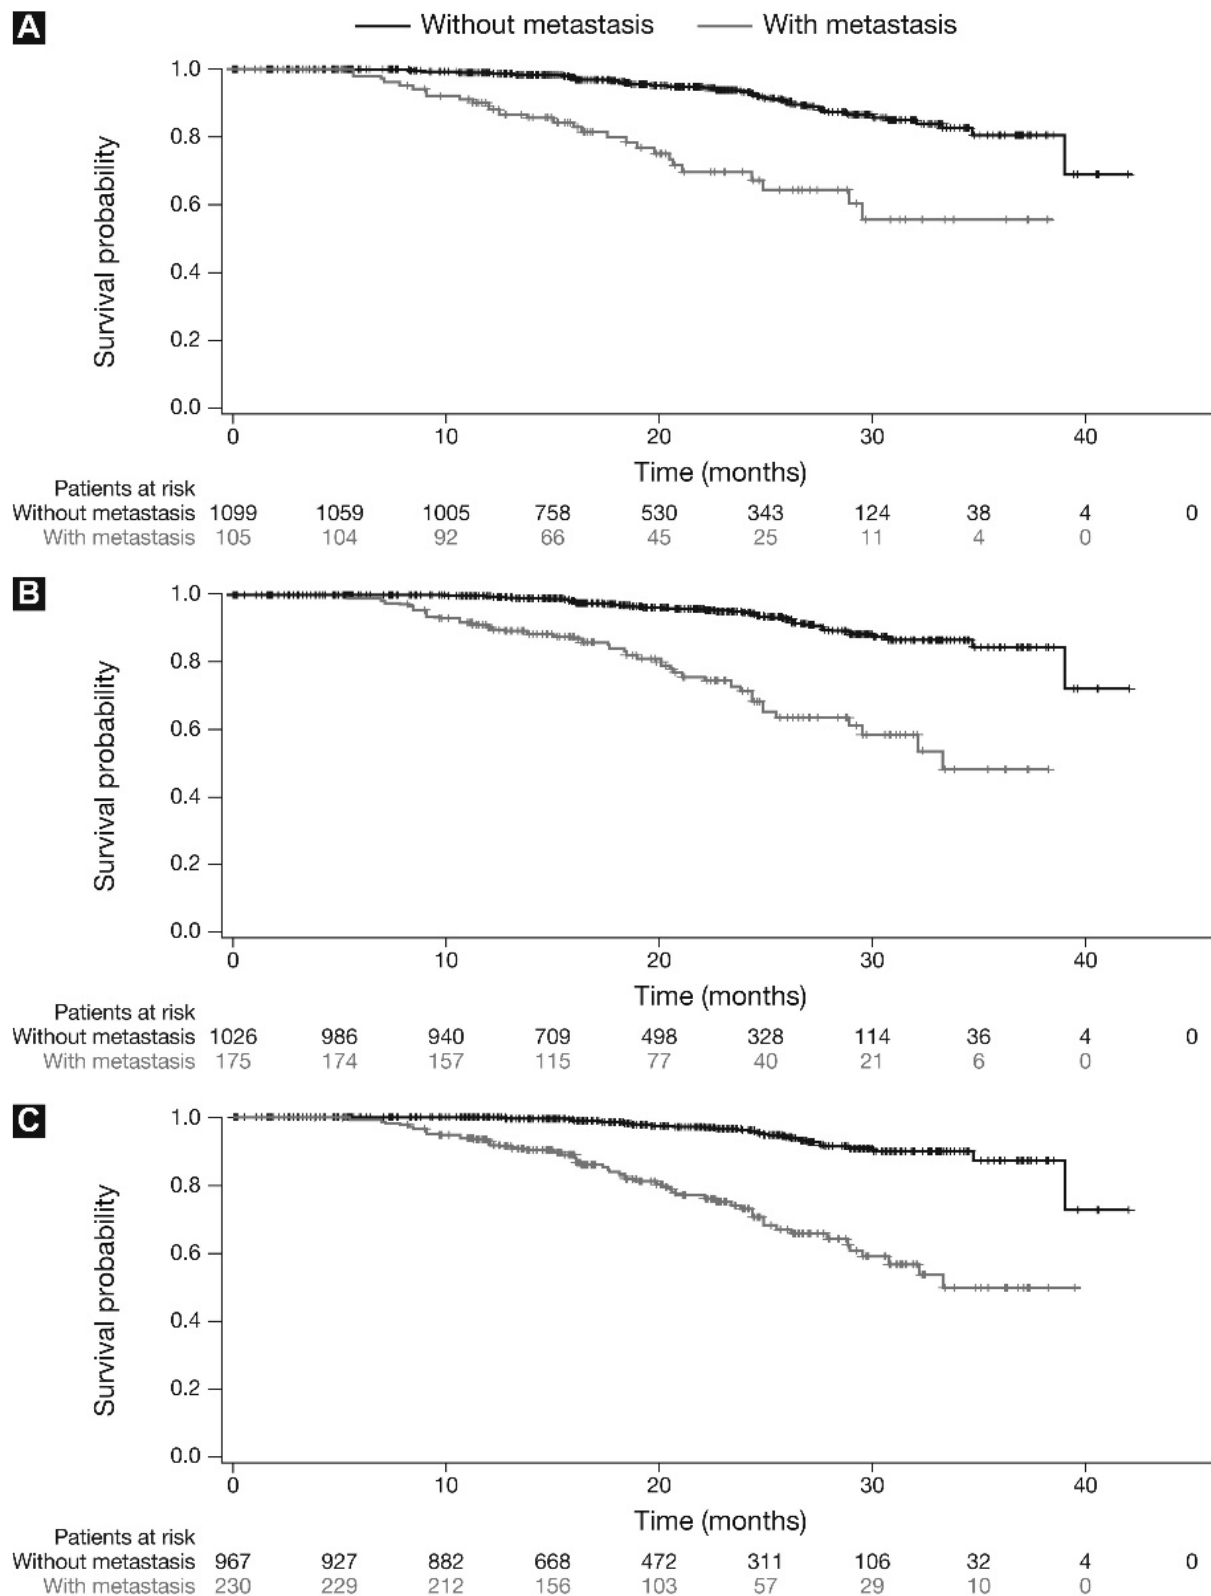 A
Without metastasis With metastasis
1.0
0.8
0.6
0.4
0.2
0.0
Survival probability
0 10 20 30 40
Time (months)
Patients at risk
Without metastasis 1099 1059 1005 758 530 343 124 38 4 0
With metastasis 105 104 92 66 45 25 11 4 0
B
1.0
0.8
0.6
0.4
0.2
0.0
Survival probability
0 10 20 30 40
Time (months)
Patients at risk
Without metastasis 1026 986 940 709 498 328 114 36 4 0
With metastasis 175 174 157 115 77 40 21 6 0
C
1.0
0.8
0.6
0.4
0.2
0.0
Survival probability
0 10 20 30 40
Time (months)
Patients at risk
Without metastasis 967 927 882 668 472 311 106 32 4 0
With metastasis 230 229 212 156 103 57 29 10 0